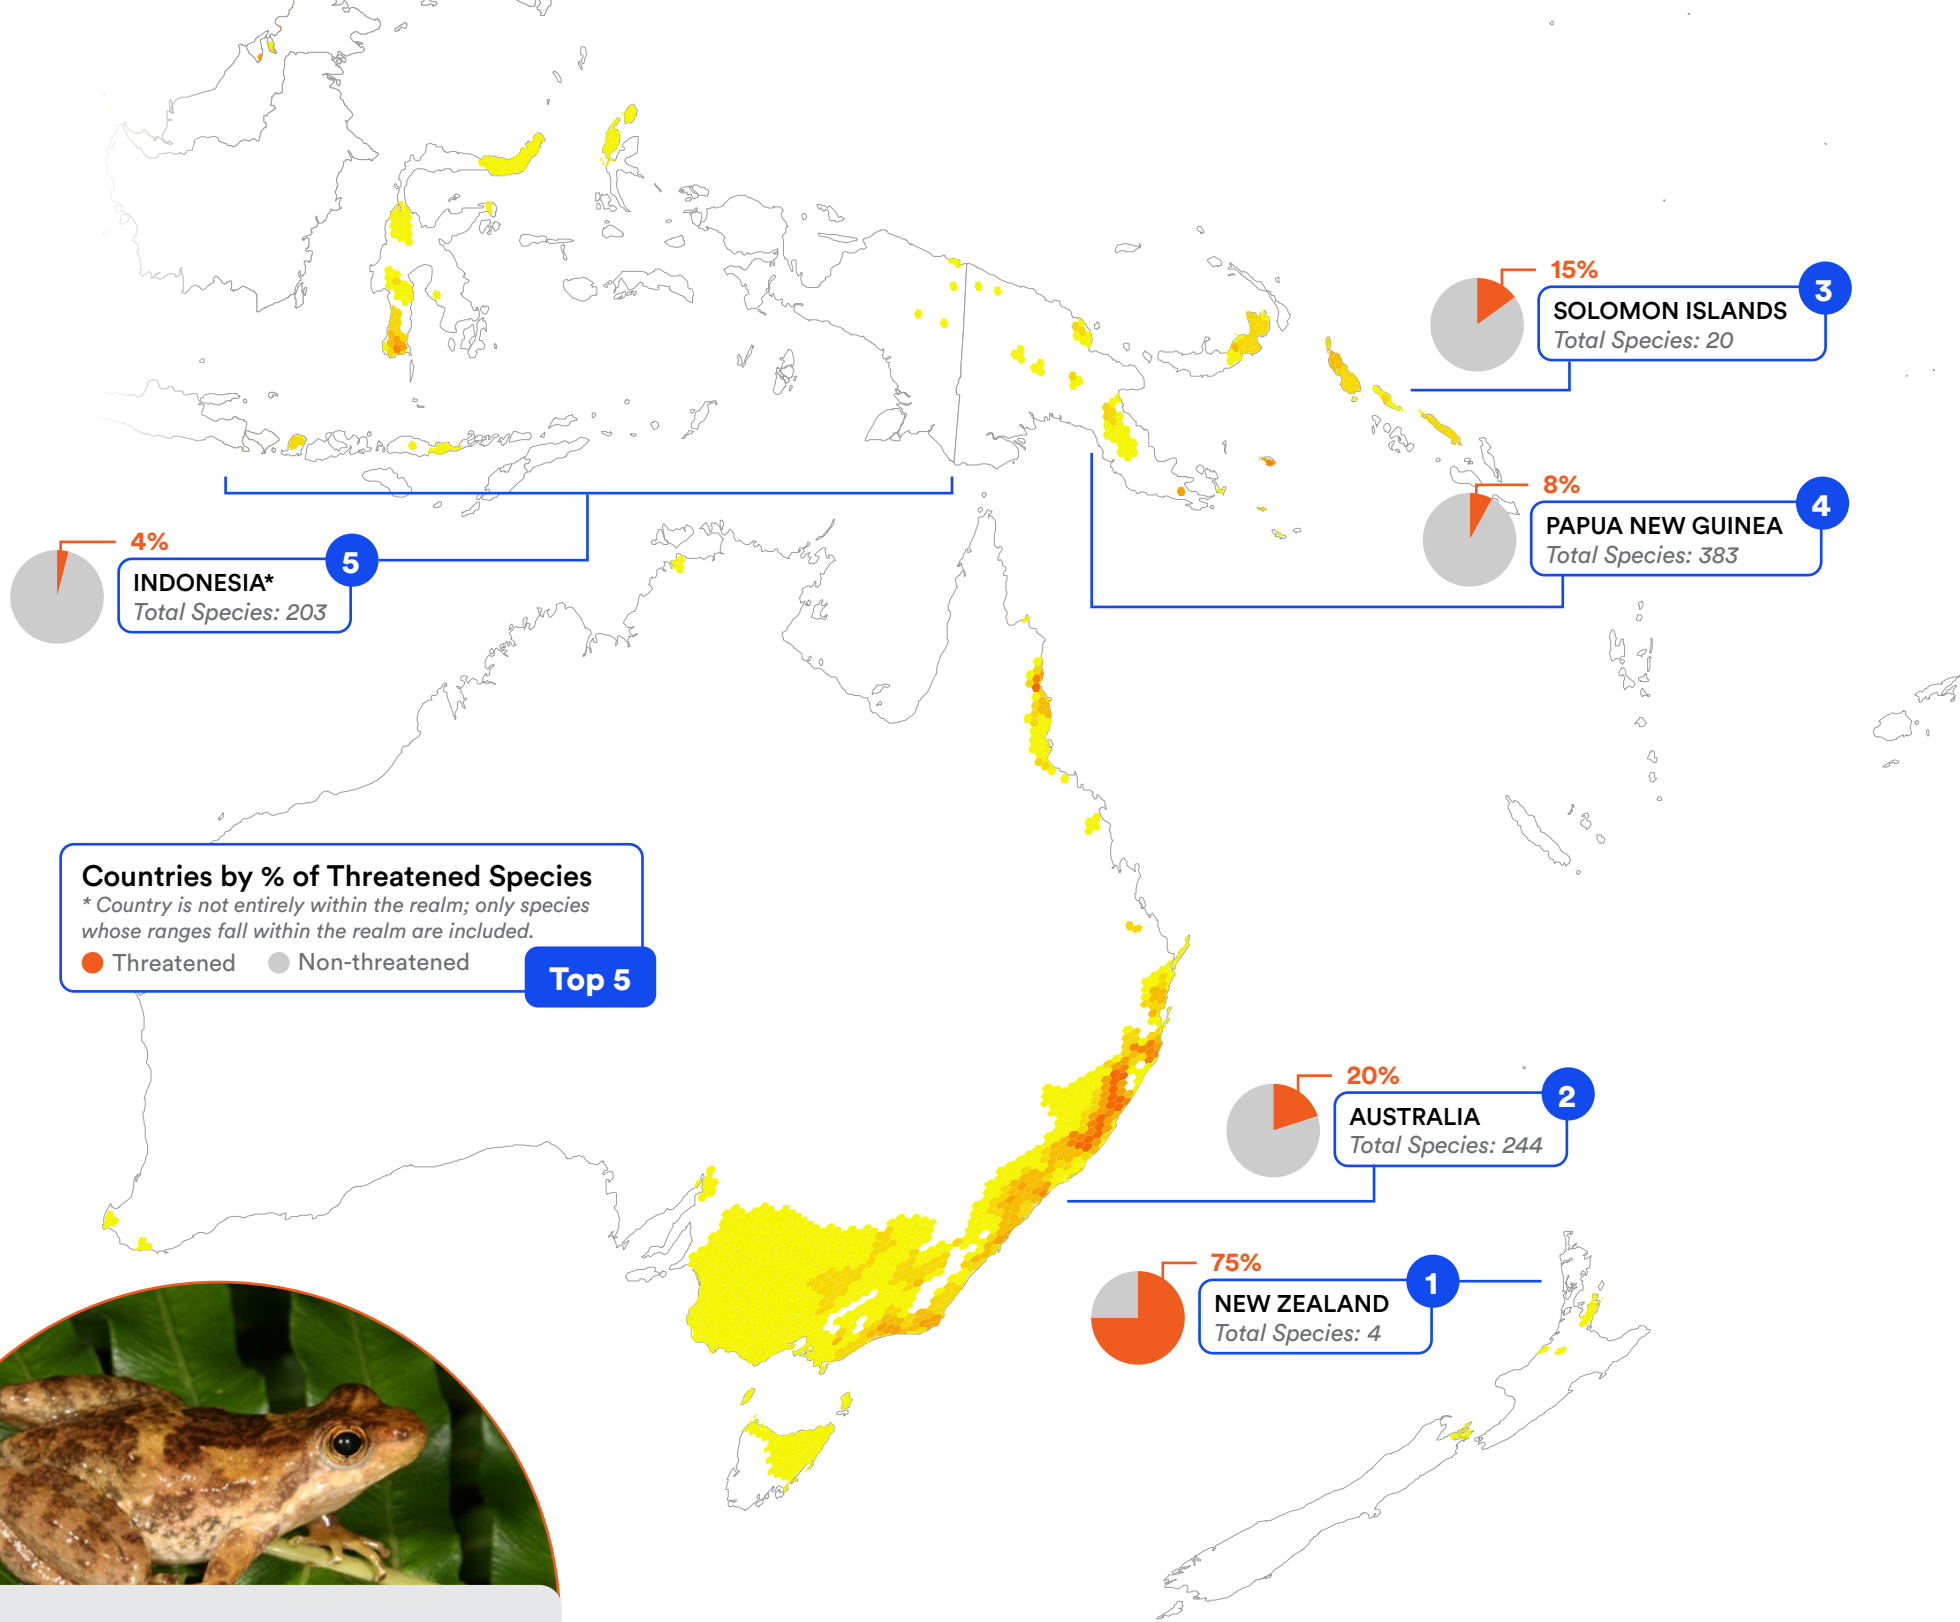 15%
3
SOLOMON ISLANDS
Total Species: 20
8%
4
PAPUA NEW GUINEA
Total Species: 383
4%
5
INDONESIA*
Total Species: 203
Countries by % of Threatened Species
* Country is not entirely within the realm; only species
whose ranges fall within the realm are included.
Threatened Non-threatened
Top 5
20%
2
AUSTRALIA
Total Species: 244
75%
1
NEW ZEALAND
Total Species: 4